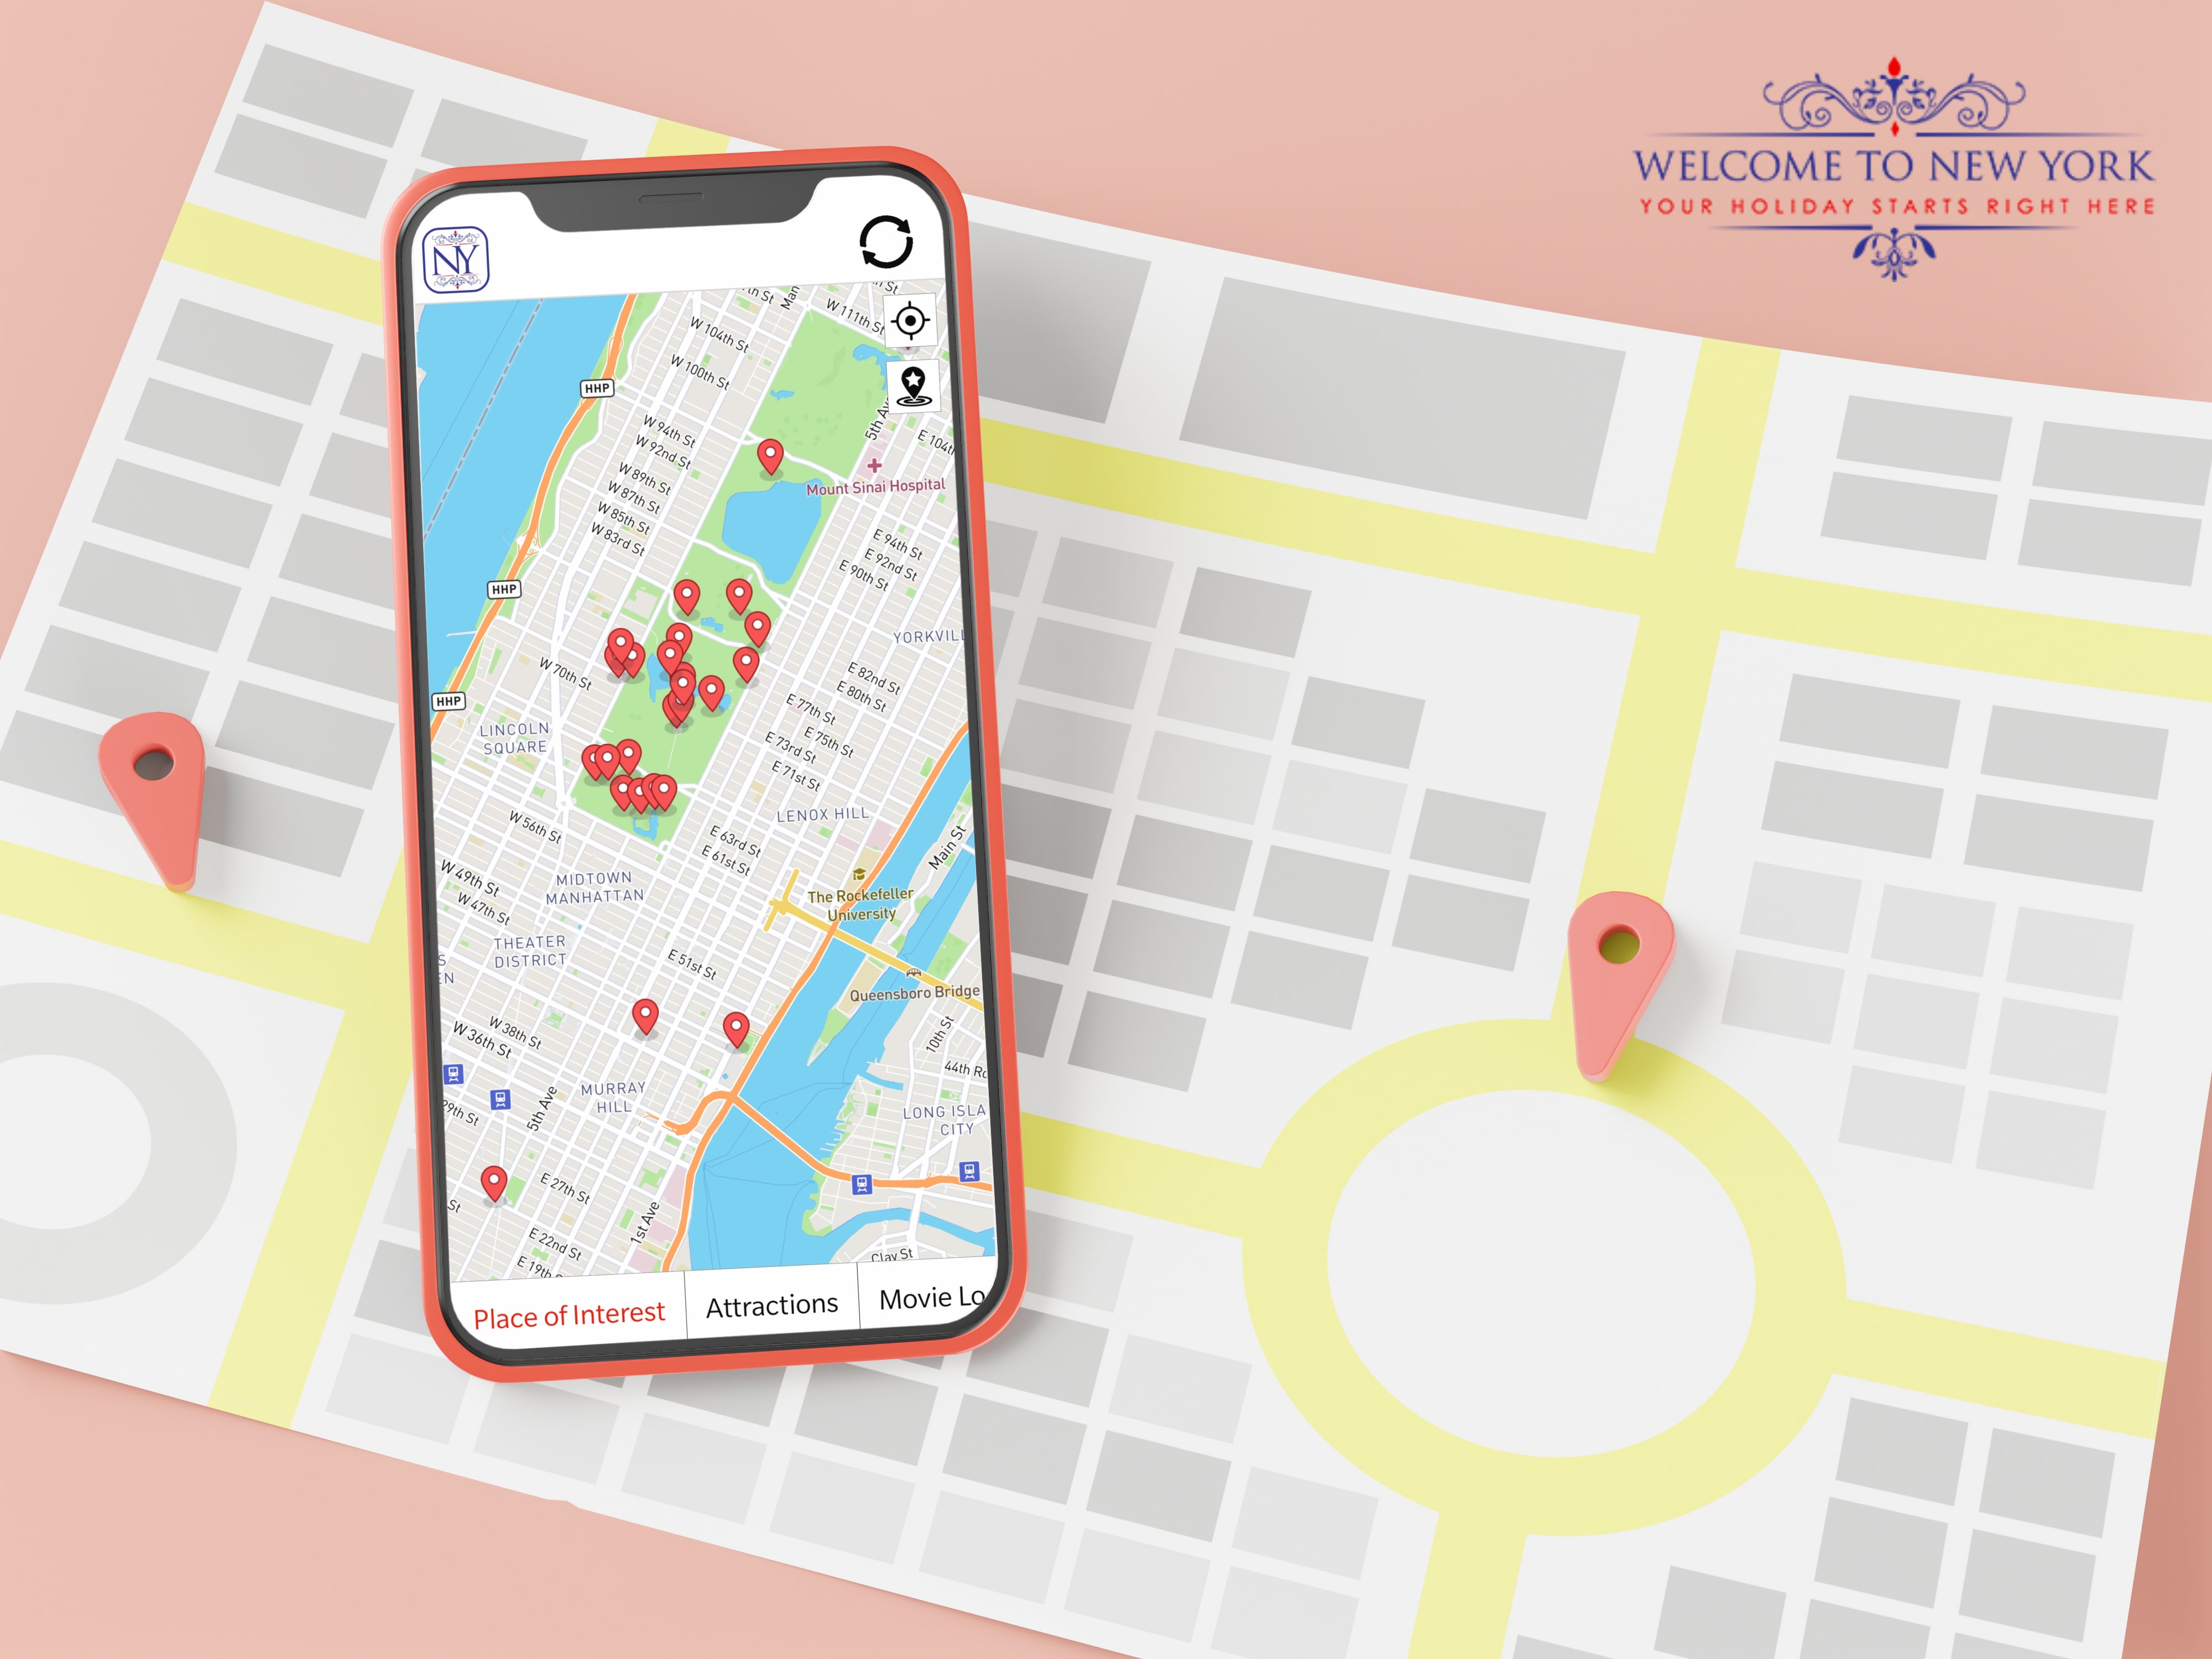 WELCOME TO NEW YORK
YOUR HOLIDAY STARTS RIGHT HERE
NY
W 111th St
W 104th St
W 100th St
HHP
5th Av
E 104th
W 94th St
W 92nd St
Mount Sinai Hospital
W 89th St
W 87th St
W 85th St
W 83rd St
E 94th St
E 92nd St
E 90th St
HHP
YORKVILL
W 70th St
E 82nd St
E 80th St
HHP
E 77th St
LINCOLN
SQUARE
E 75th St
E 73rd St
E 71st St
LENOX HILL
W 56th St
E 63rd St
E 61st St
Main St
W 49th St
MIDTOWN
MANHATTAN
The Rockefeller
University
W 47th St
THEATER
DISTRICT
E 51st St
S
EN
Queensboro Bridge
W 38th St
W 36th St
10th St
44th Rd
MURRAY
HILL
5th Ave
29th St
LONG ISLA
CITY
E 27th St
St
1st Ave
E 22nd St
E 19th
Clay St
Place of Interest
Attractions
Movie Lo